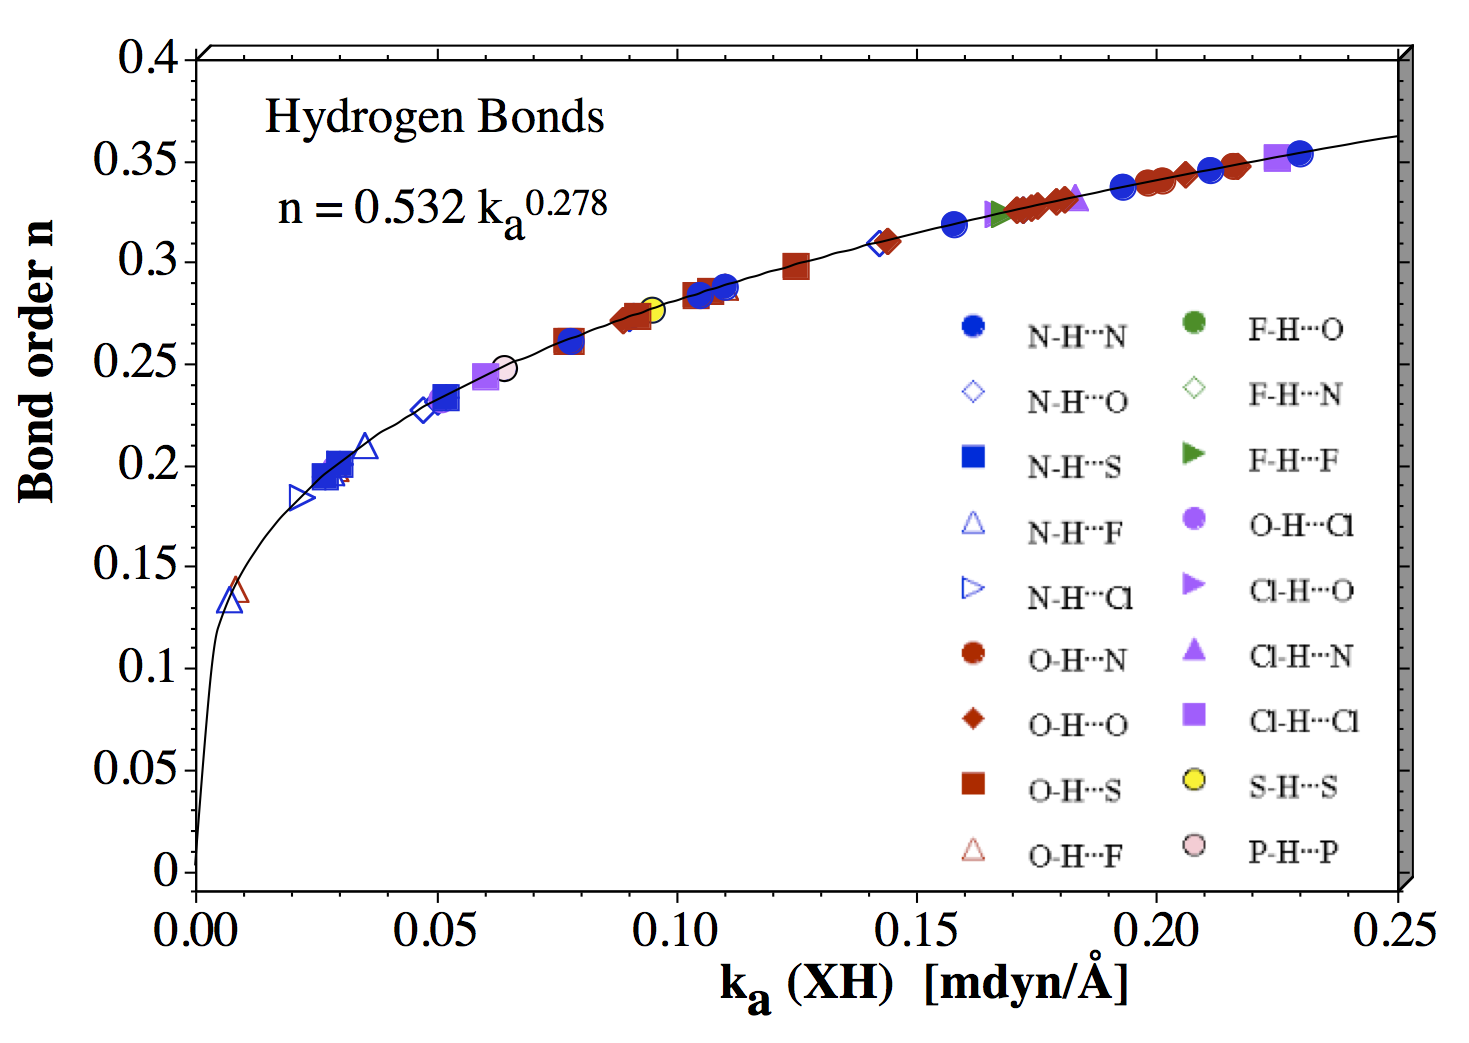 Hydrogen Bonds
n = 0.532 kₐ^0.278
Bond order n
0.4
0.35
0.3
0.25
0.2
0.15
0.1
0.05
0
N-H···N
N-H···O
N-H···S
N-H···F
N-H···Cl
O-H···N
O-H···O
O-H···S
O-H···F
F-H···O
F-H···N
F-H···F
O-H···Cl
Cl-H···O
Cl-H···N
Cl-H···Cl
S-H···S
P-H···P
0.00 0.05 0.10 0.15 0.20 0.25
kₐ (XH) [mdyn/Å]